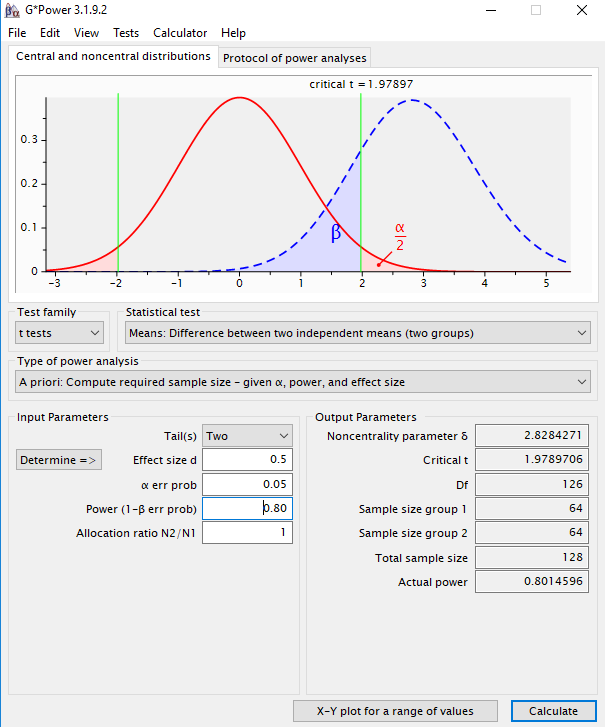 G*Power 3.1.9.2
File Edit View Tests Calculator Help
Central and noncentral distributions Protocol of power analyses
critical t = 1.97897
0.3
0.2
0.1
0
β
α
2
-3 -2 -1 0 1 2 3 4 5
Test family Statistical test
t tests Means: Difference between two independent means (two groups)
Type of power analysis
A priori: Compute required sample size - given α, power, and effect size
Input Parameters Output Parameters
Tail(s) Two Noncentrality parameter δ 2.8284271
Determine => Effect size d 0.5 Critical t 1.9789706
α err prob 0.05 Df 126
Power (1-β err prob) 0.80 Sample size group 1 64
Allocation ratio N2/N1 1 Sample size group 2 64
Total sample size 128
Actual power 0.8014596
X-Y plot for a range of values Calculate